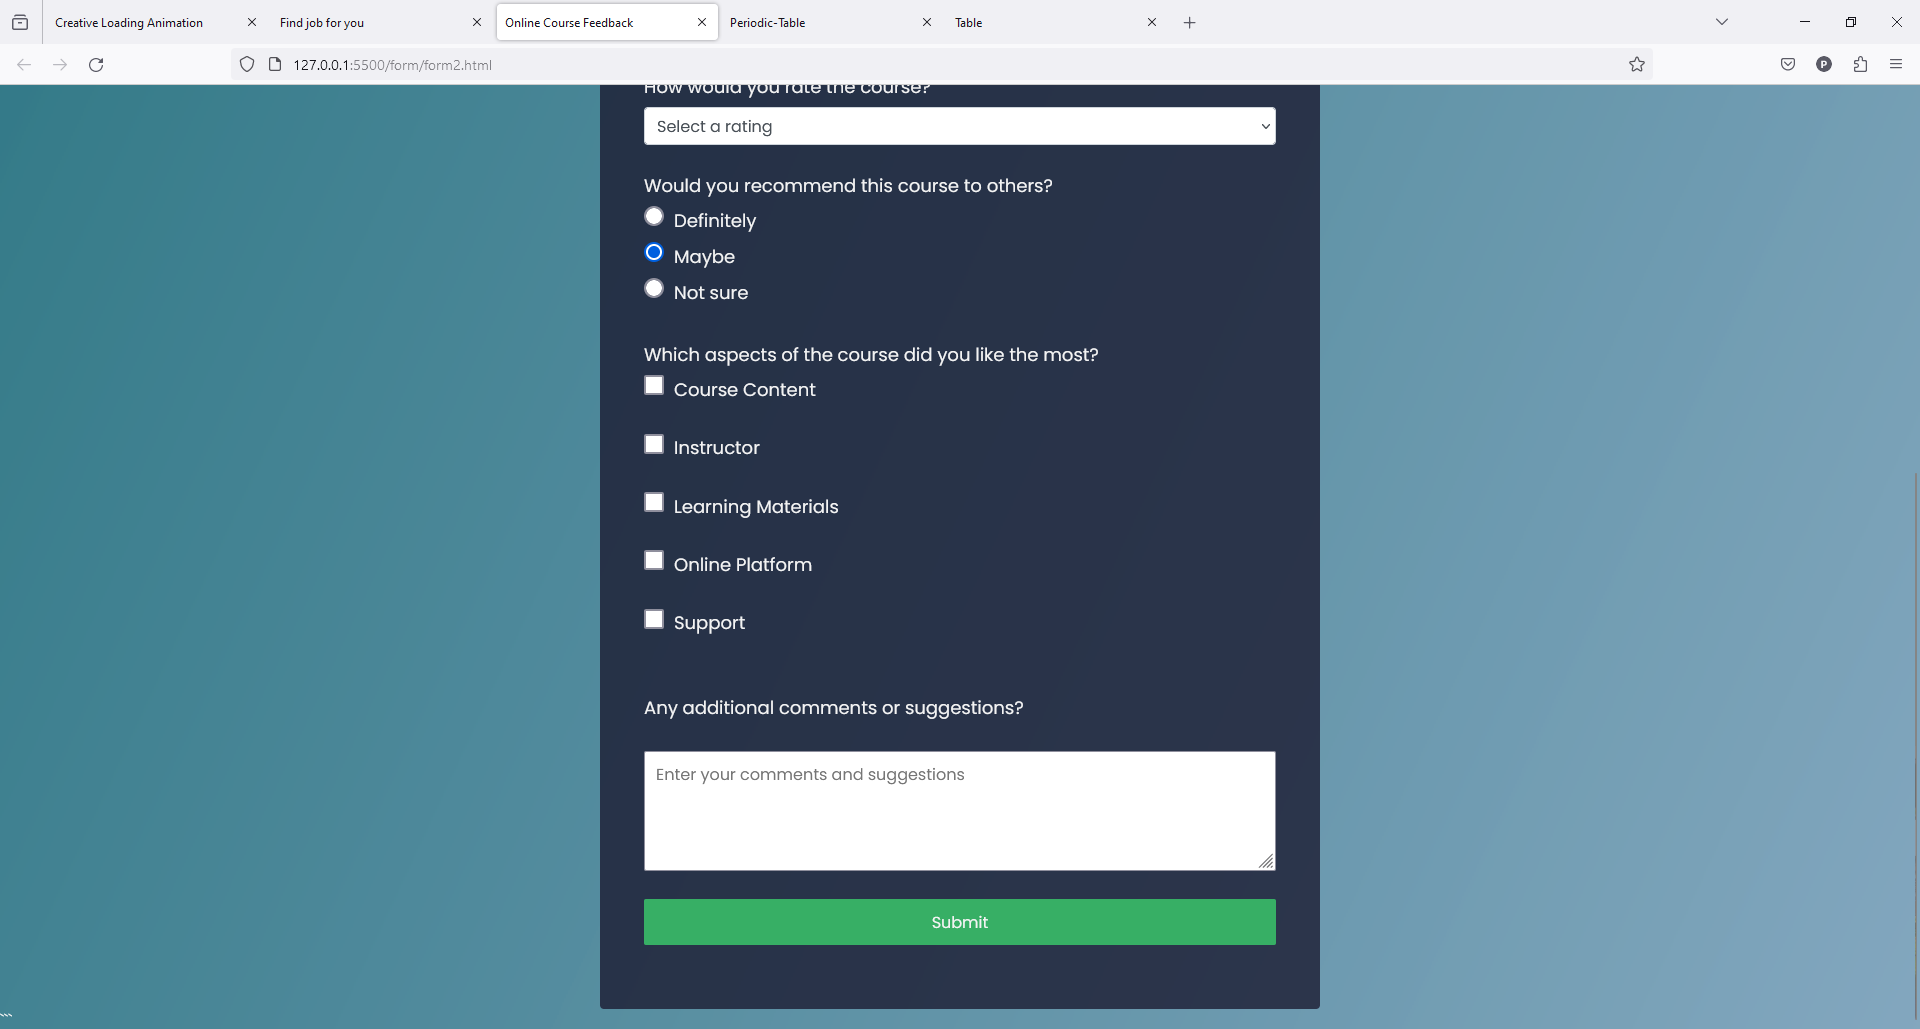 Creative Loading Animation
Find job for you
Online Course Feedback
Periodic-Table
Table
127.0.0.1:5500/form/form2.html
P
How would you rate the course?
Select a rating
Would you recommend this course to others?
Definitely
Maybe
Not sure
Which aspects of the course did you like the most?
Course Content
Instructor
Learning Materials
Online Platform
Support
Any additional comments or suggestions?
Enter your comments and suggestions
Submit
```